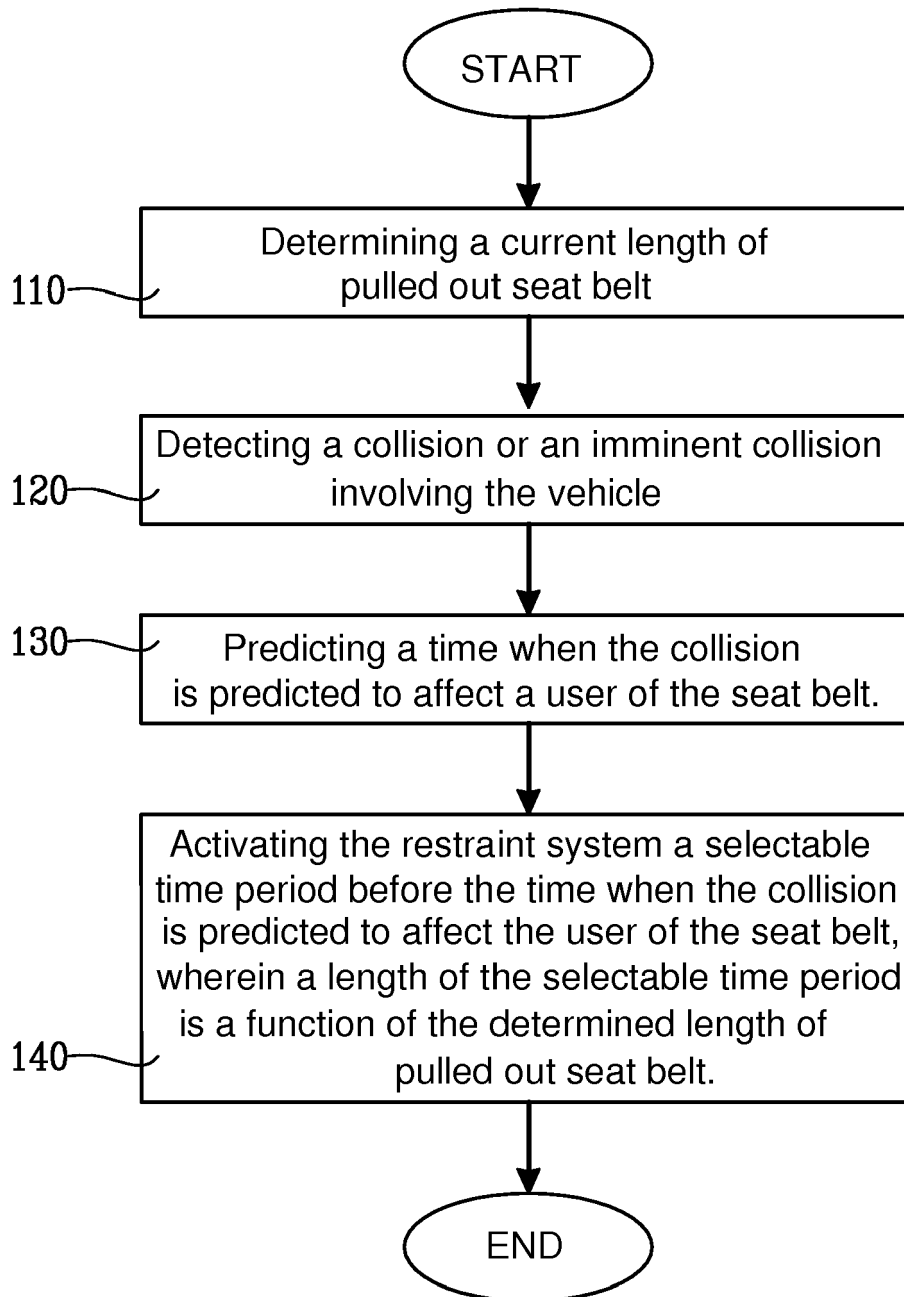 START
Determining a current length of
pulled out seat belt
110
Detecting a collision or an imminent collision
involving the vehicle
120
130
Predicting a time when the collision
is predicted to affect a user of the seat belt.
Activating the restraint system a selectable
time period before the time when the collision
is predicted to affect the user of the seat belt,
wherein a length of the selectable time period
is a function of the determined length of
pulled out seat belt.
140
END